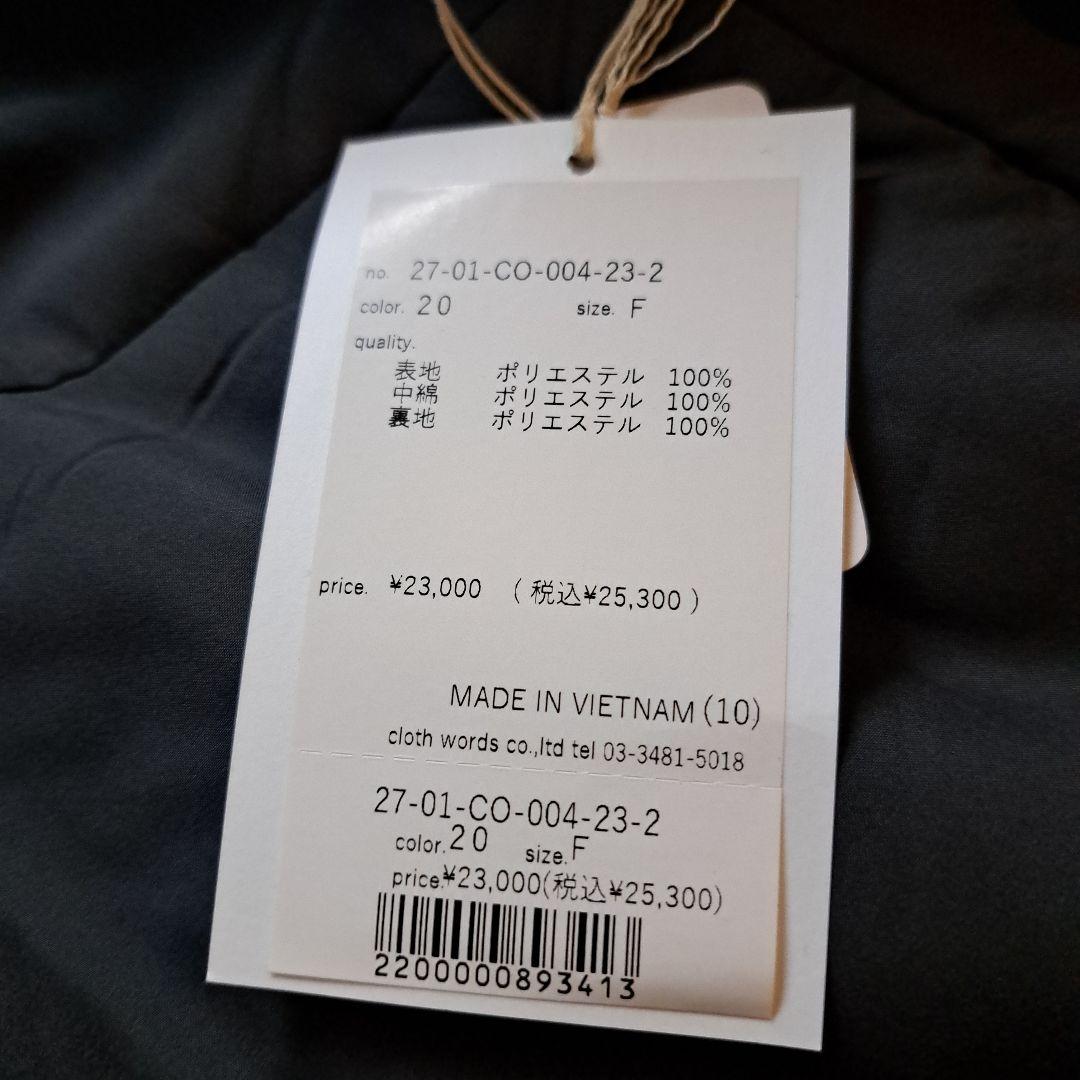 no. 27-01-CO-004-23-2
color. 20 size. F
quality.
表地 ポリエステル 100%
中綿 ポリエステル 100%
裏地 ポリエステル 100%
price. ¥23,000 (税込¥25,300)
MADE IN VIETNAM(10)
cloth words co.,ltd tel 03-3481-5018
27-01-CO-004-23-2
color.20 size.F
price.¥23,000(税込¥25,300)
2200000893413